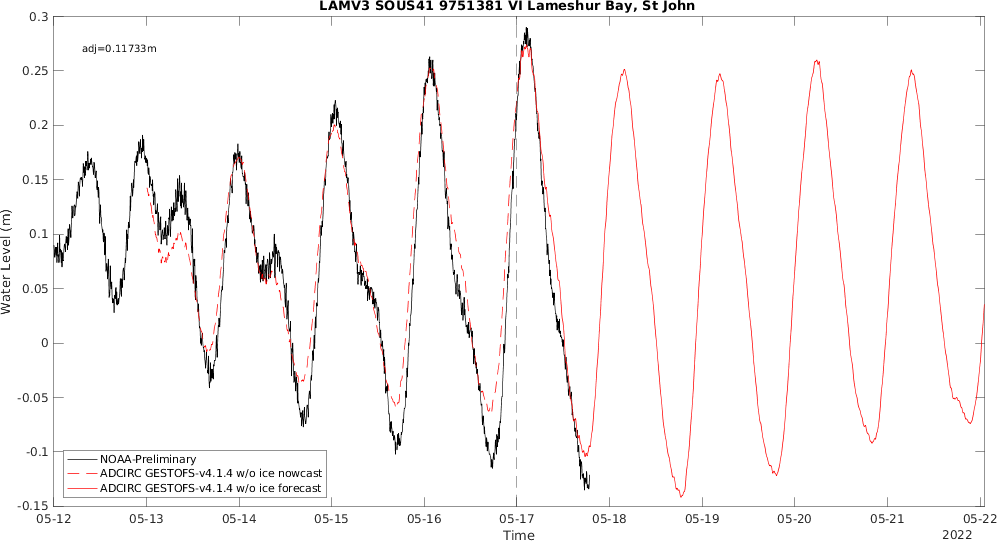 LAMV3 SOUS41 9751381 VI Lameshur Bay, St John
adj=0.11733m
Water Level (m)
0.3
0.25
0.2
0.15
0.1
0.05
0
-0.05
-0.1
-0.15
NOAA-Preliminary
ADCIRC GESTOFS-v4.1.4 w/o ice nowcast
ADCIRC GESTOFS-v4.1.4 w/o ice forecast
05-12 05-13 05-14 05-15 05-16 05-17 05-18 05-19 05-20 05-21 05-22
Time
2022